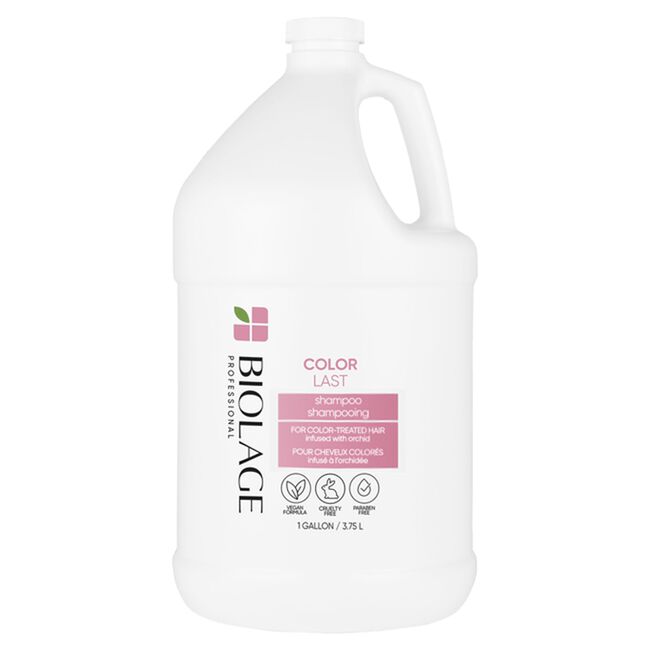 BIOLAGE
PROFESSIONAL
COLOR
LAST
shampoo
shampooing
FOR COLOR-TREATED HAIR
infused with orchid
POUR CHEVEUX COLORÉS
infusé à l'orchidée
VEGAN
FORMULA
CRUELTY
FREE
PARABEN
FREE
1 GALLON / 3.75 L